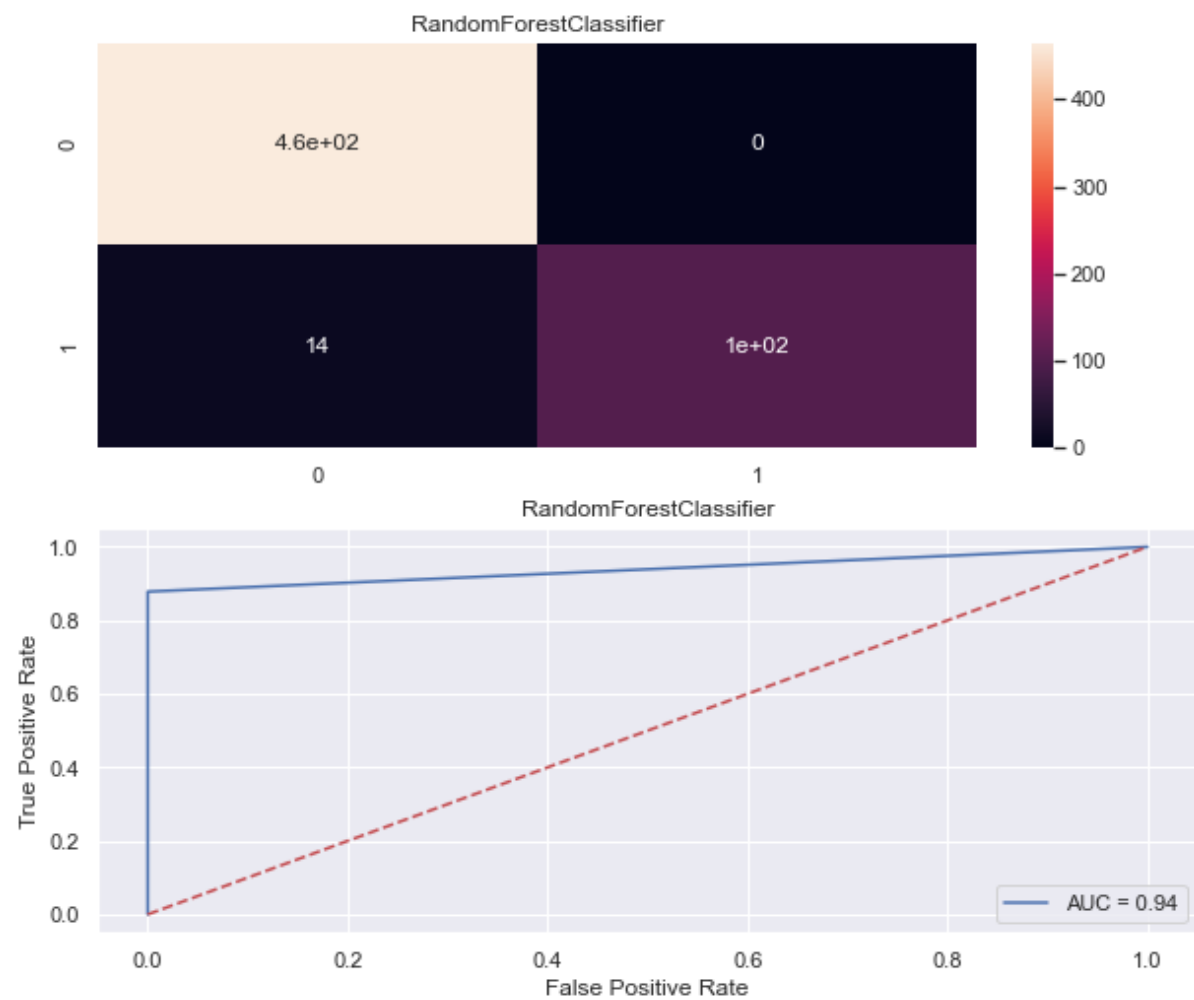 RandomForestClassifier
0
4.6e+02
0
1
14
1e+02
0
1
400
300
200
100
0
RandomForestClassifier
True Positive Rate
1.0
0.8
0.6
0.4
0.2
0.0
AUC = 0.94
0.0 0.2 0.4 0.6 0.8 1.0
False Positive Rate